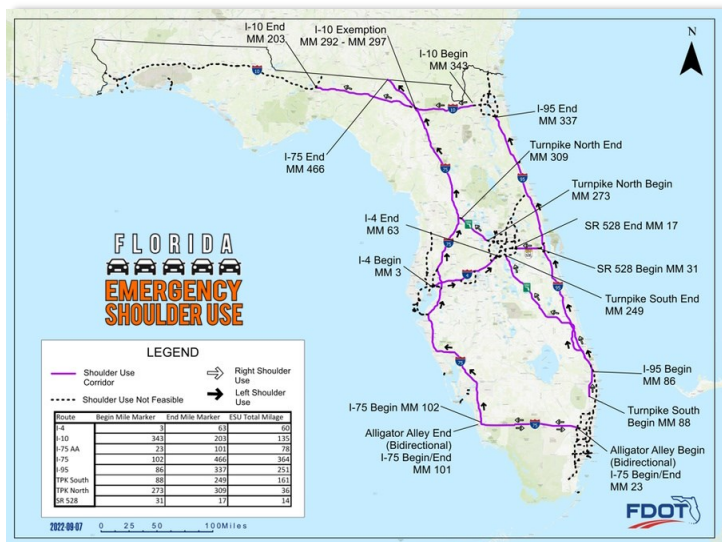 I-10 End
MM 203
I-10 Exemption
MM 292 - MM 297
I-10 Begin
MM 343
N
I-95 End
MM 337
Turnpike North End
MM 309
I-75 End
MM 466
Turnpike North Begin
MM 273
I-4 End
MM 63
SR 528 End MM 17
I-4 Begin
MM 3
SR 528 Begin MM 31
Turnpike South End
MM 249
FLORIDA
EMERGENCY
SHOULDER USE
LEGEND
Shoulder Use
Corridor
Right Shoulder
Use
Shoulder Use Not Feasible
Left Shoulder
Use
Route Begin Mile Marker End Mile Marker ESU Total Milage
I-4 3 63 60
I-10 343 203 135
I-75 AA 23 101 78
I-75 102 466 364
I-95 86 337 251
TPK South 88 249 161
TPK North 273 309 36
SR 528 31 17 14
I-95 Begin
MM 86
I-75 Begin MM 102
Turnpike South
Begin MM 88
Alligator Alley End
(Bidirectional)
I-75 Begin/End
MM 101
Alligator Alley Begin
(Bidirectional)
I-75 Begin/End
MM 23
2022-09-07
0 25 50 100Miles
FDOT